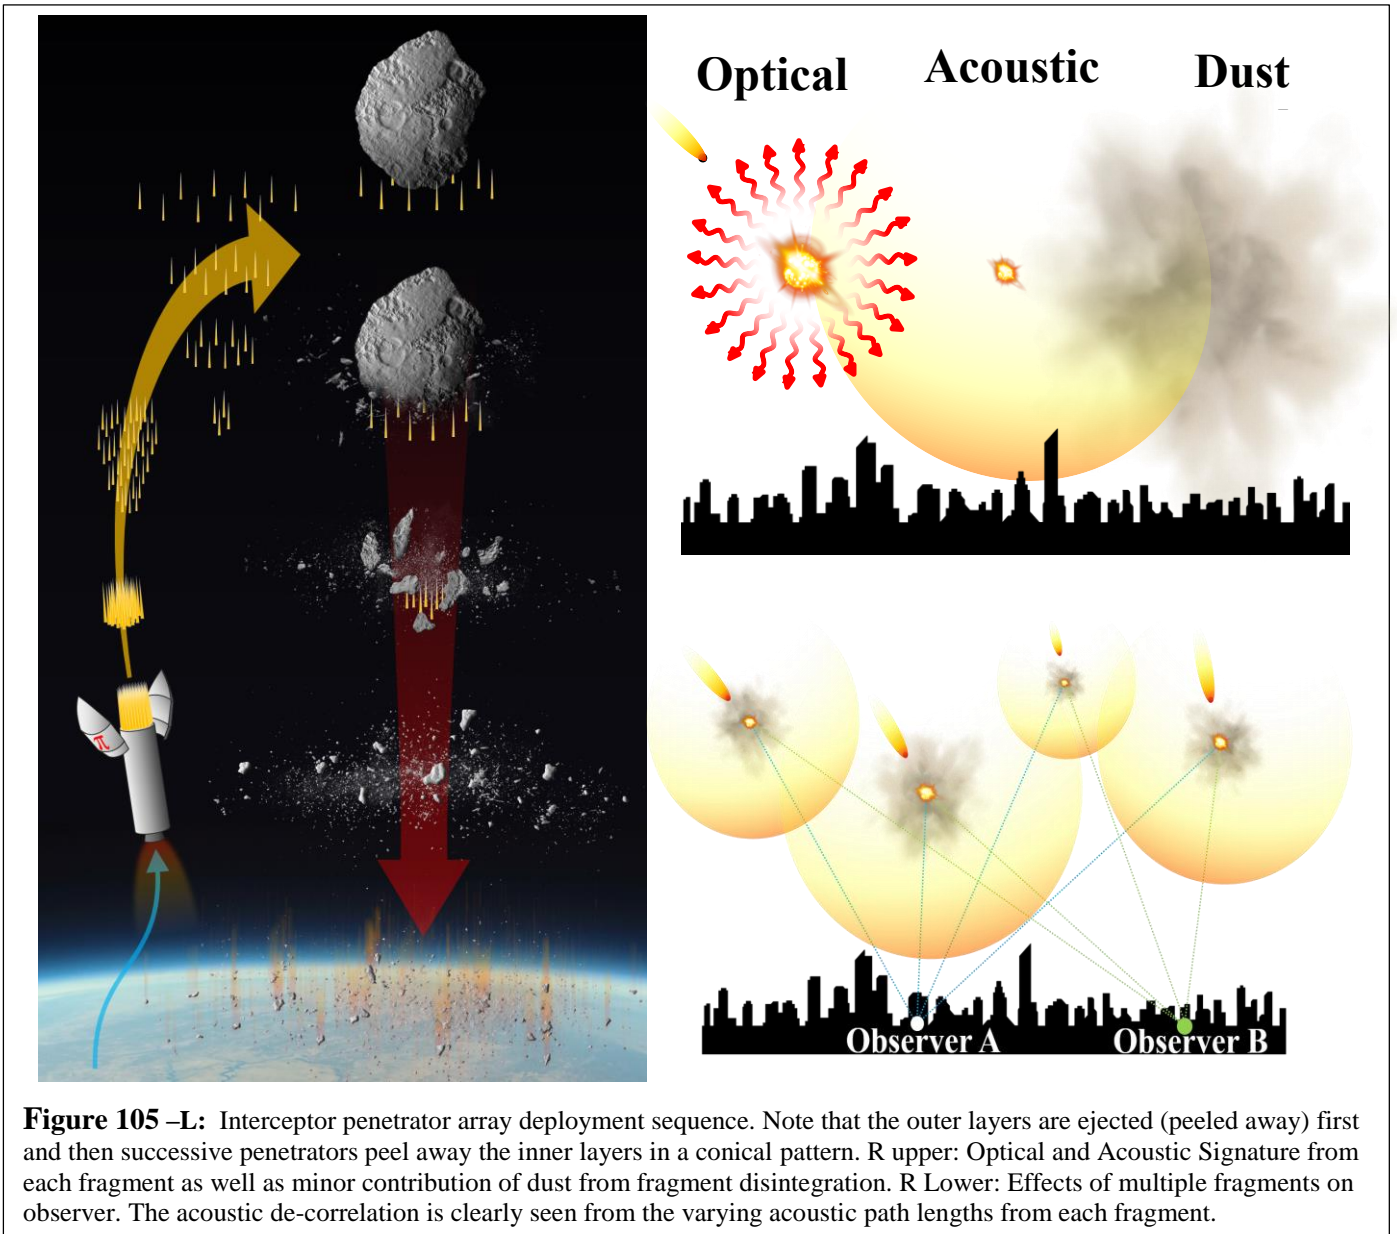 Optical
Acoustic
Dust
π
Observer A
Observer B
Figure 105 –L: Interceptor penetrator array deployment sequence. Note that the outer layers are ejected (peeled away) first
and then successive penetrators peel away the inner layers in a conical pattern. R upper: Optical and Acoustic Signature from
each fragment as well as minor contribution of dust from fragment disintegration. R Lower: Effects of multiple fragments on
observer. The acoustic de-correlation is clearly seen from the varying acoustic path lengths from each fragment.